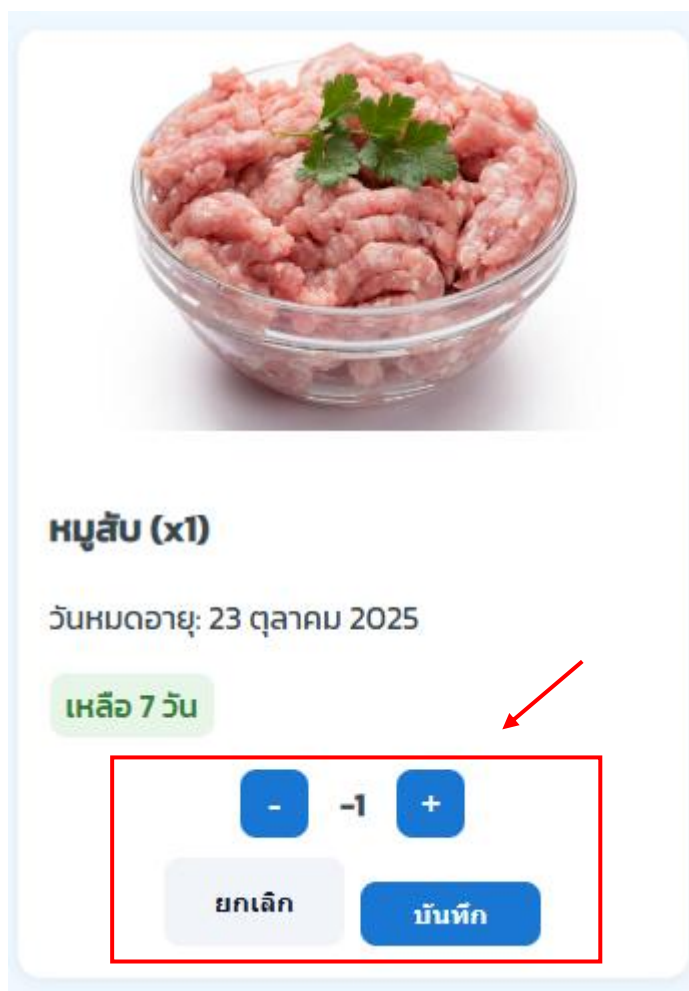 หมูสับ (x1)
วันหมดอายุ: 23 ตุลาคม 2025
เหลือ 7 วัน
- -1 +
ยกเลิก บันทึก